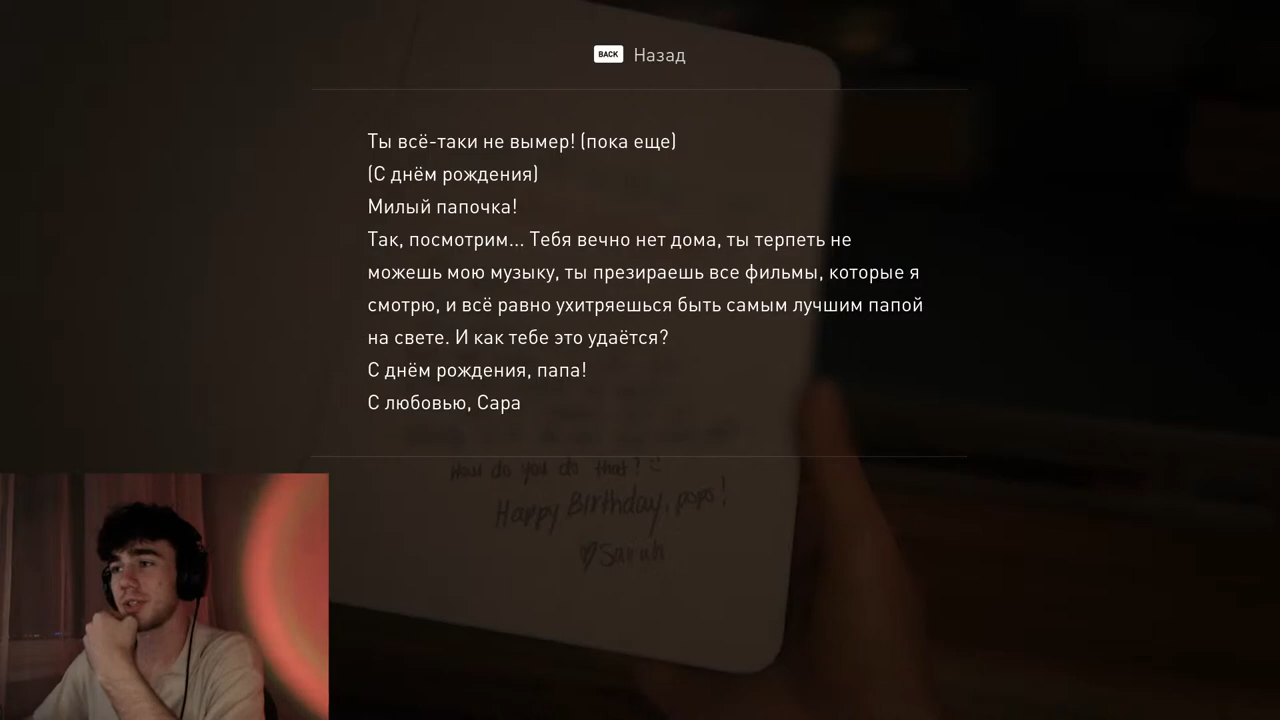 BACK Назад
Ты всё-таки не вымер! (пока еще)
(С днём рождения)
Милый папочка!
Так, посмотрим... Тебя вечно нет дома, ты терпеть не
можешь мою музыку, ты презираешь все фильмы, которые я
смотрю, и всё равно ухитряешься быть самым лучшим папой
на свете. И как тебе это удаётся?
С днём рождения, папа!
С любовью, Сара
How do you do that?
Happy Birthday, pops!
Sarah